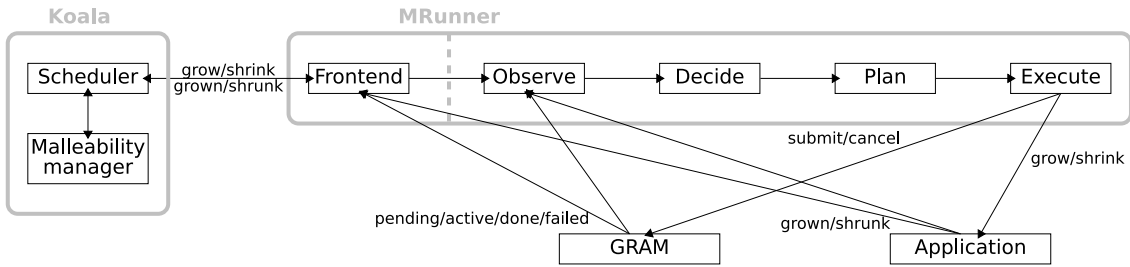 Koala
MRunner
Scheduler
grow/shrink
grown/shrunk
Frontend
Observe
Decide
Plan
Execute
Malleability
manager
submit/cancel
grow/shrink
pending/active/done/failed
grown/shrunk
GRAM
Application